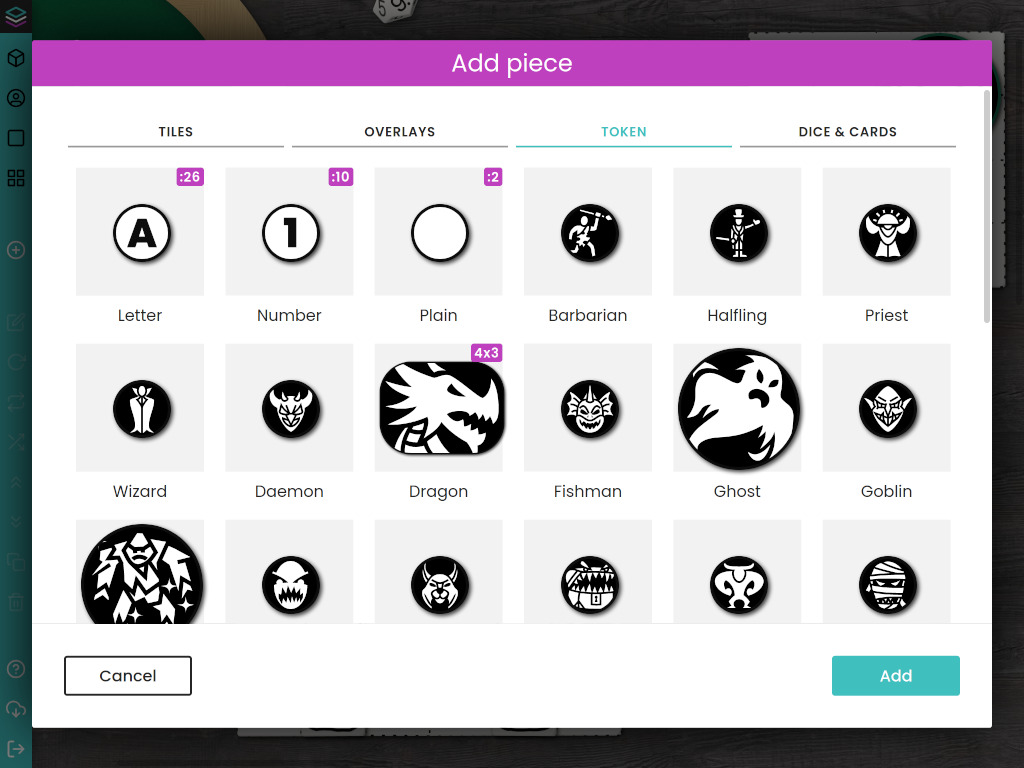 Add piece
TILES
OVERLAYS
TOKEN
DICE & CARDS
:26
:10
:2
A
1
Letter
Number
Plain
Barbarian
Halfling
Priest
4x3
Wizard
Daemon
Dragon
Fishman
Ghost
Goblin
Cancel
Add